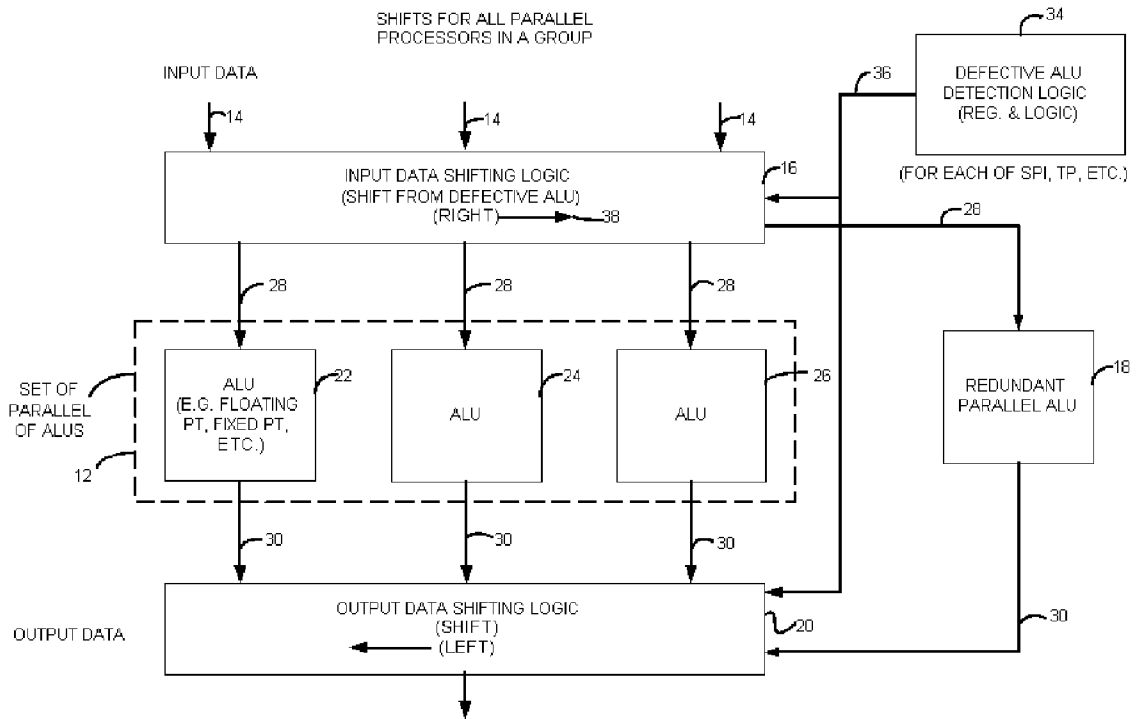 SHIFTS FOR ALL PARALLEL
PROCESSORS IN A GROUP
34
INPUT DATA
36
DEFECTIVE ALU
DETECTION LOGIC
(REG. & LOGIC)
14
14
14
(FOR EACH OF SPI, TP, ETC.)
INPUT DATA SHIFTING LOGIC
(SHIFT FROM DEFECTIVE ALU)
(RIGHT)
38
16
28
28
28
28
SET OF
PARALLEL
OF ALUS
12
ALU
(E.G. FLOATING
PT, FIXED PT,
ETC.)
22
ALU
24
ALU
26
REDUNDANT
PARALLEL ALU
18
30
30
30
30
OUTPUT DATA
OUTPUT DATA SHIFTING LOGIC
(SHIFT)
(LEFT)
20